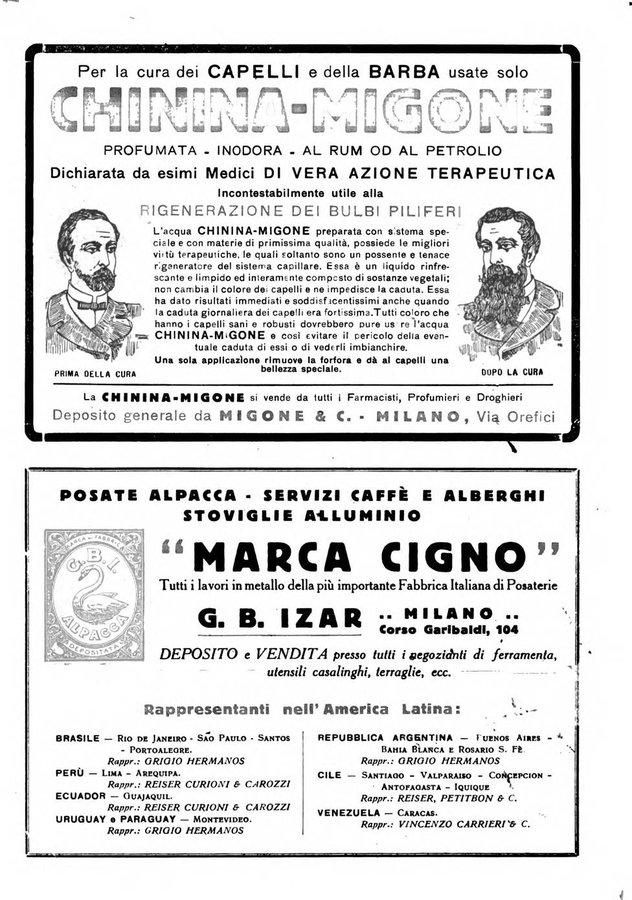 Per la cura dei CAPELLI e della BARBA usate solo
CHININA-MIGONE
PROFUMATA - INODORA - AL RUM OD AL PETROLIO
Dichiarata da esimi Medici DI VERA AZIONE TERAPEUTICA
Incontestabilmente utile alla
RIGENERAZIONE DEI BULBI PILIFERI
L'acqua CHININA-MIGONE preparata con sistema spe-
ciale e con materie di primissima qualità, possiede le migliori
virtù terapeutiche, le quali soltanto sono un possente e tenace
rigeneratore del sistema capillare. Essa è un liquido rinfre-
scante e limpido ed interamente composto di sostanze vegetali;
non cambia il colore dei capelli e ne impedisce la caduta. Essa
ha dato risultati immediati e soddisfacentissimi anche quando
la caduta giornaliera dei capelli era fortissima. Tutti coloro che
hanno i capelli sani e robusti dovrebbero pure us re l'acqua
CHININA-MIGONE e così evitare il pericolo della even-
tuale caduta di essi o di vederli imbianchire.
Una sola applicazione rimuove la forfora e dà al capelli una
bellezza speciale.
PRIMA DELLA CURA
DOPO LA CURA
La CHININA-MIGONE si vende da tutti i Farmacisti, Profumieri e Droghieri
Deposito generale da MIGONE & C. - MILANO, Via Orefici
POSATE ALPACCA - SERVIZI CAFFÈ E ALBERGHI
STOVIGLIE ALLUMINIO
MARCA DI FABBRICA
G. B. I.
ALPACCA
DEPOSITATA
"MARCA CIGNO"
Tutti i lavori in metallo della più importante Fabbrica Italiana di Posaterie
G. B. IZAR .. MILANO ..
Corso Garibaldi, 104
DEPOSITO e VENDITA presso tutti i negozianti di ferramenta,
utensili casalinghi, terraglie, ecc.
Rappresentanti nell'America Latina:
BRASILE — RIO DE JANEIRO - SÃO PAULO - SANTOS
- PORTOALEGRE.
Rappr.: GRIGIO HERMANOS
PERÙ — LIMA - AREQUIPA.
Rappr.: REISER CURIONI & CAROZZI
ECUADOR — GUAJAQUIL.
Rappr.: REISER CURIONI & CAROZZI
URUGUAY e PARAGUAY — MONTEVIDEO.
Rappr.: GRIGIO HERMANOS
REPUBBLICA ARGENTINA — BUENOS AIRES -
BAHIA BLANCA E ROSARIO S. FÈ
Rappr.: GRIGIO HERMANOS
CILE — SANTIAGO - VALPARAISO - CONCEPCION -
ANTOFAGASTA - IQUIQUE
Rappr.: REISER, PETITBON & C.
VENEZUELA — CARACAS.
Rappr.: VINCENZO CARRIERI & C.